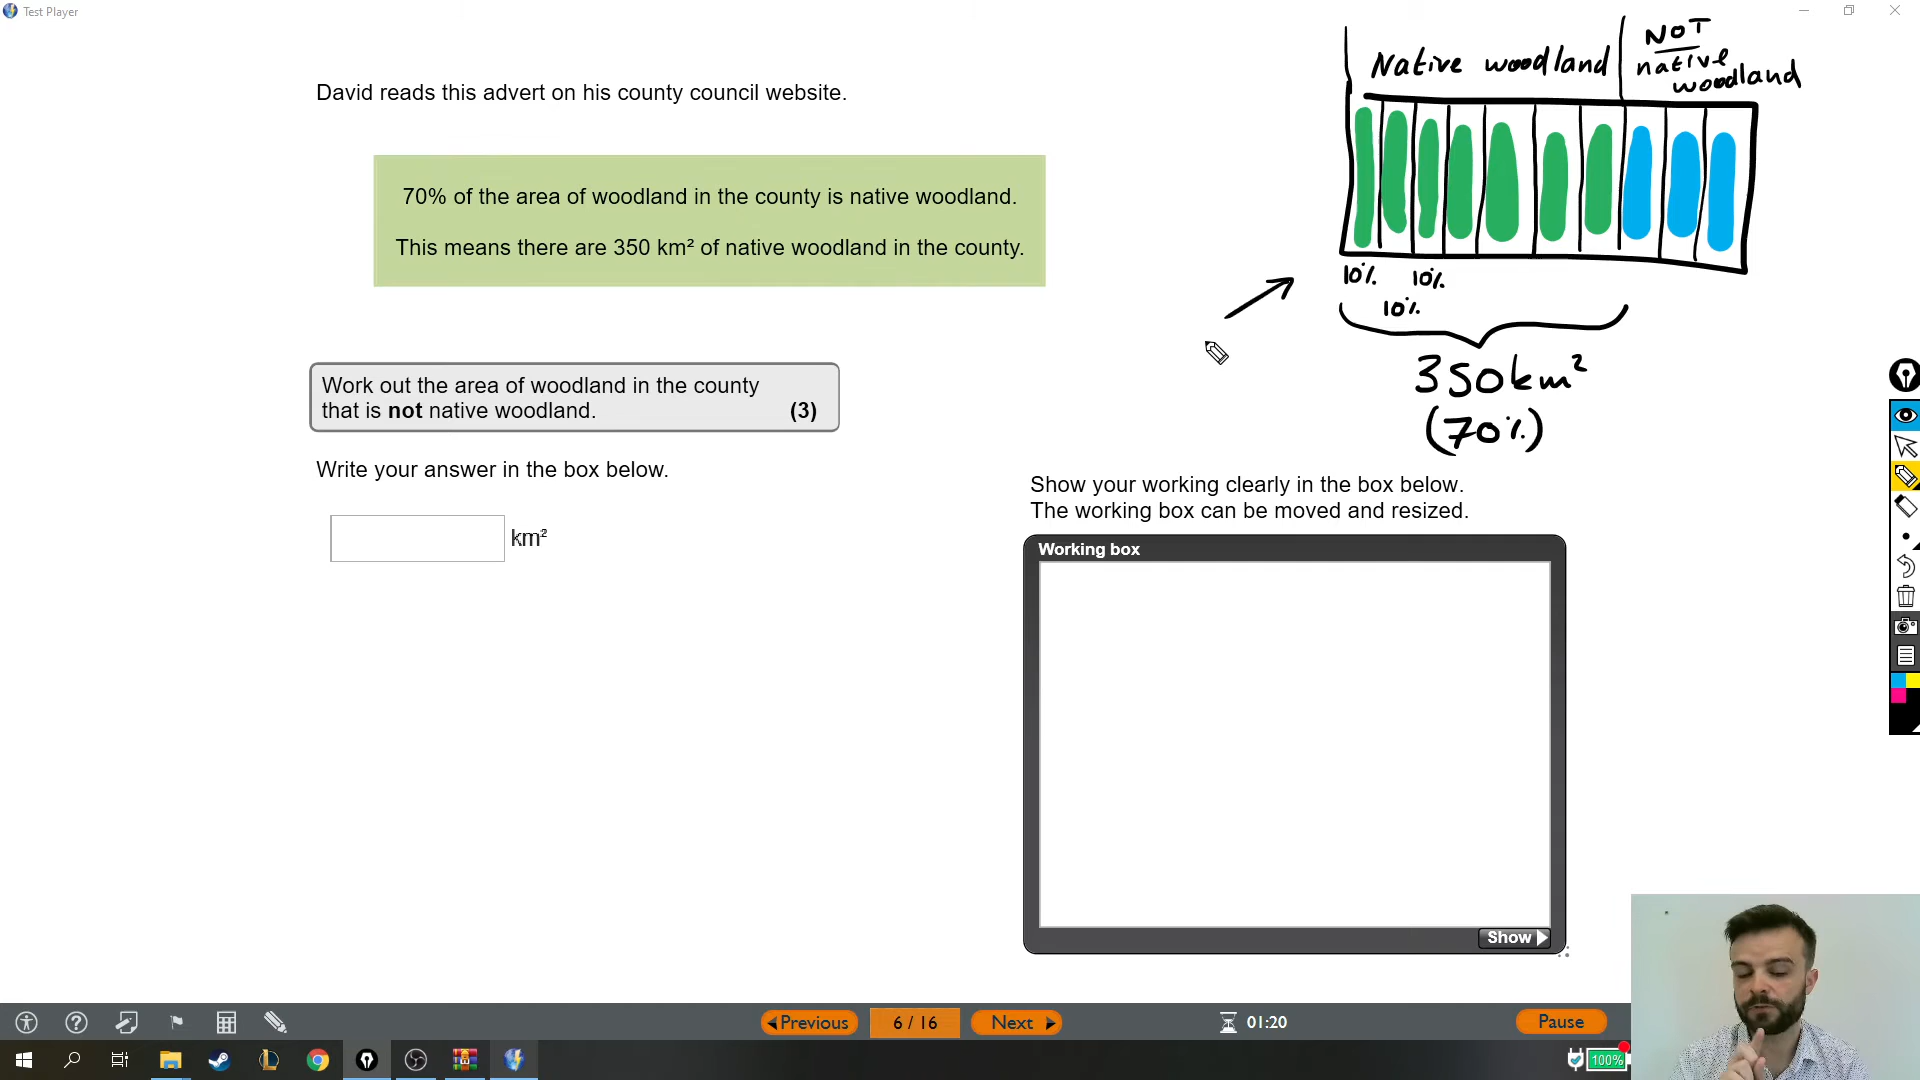 Test Player
David reads this advert on his county council website.
70% of the area of woodland in the county is native woodland.
This means there are 350 km² of native woodland in the county.
Work out the area of woodland in the county
that is not native woodland. (3)
Write your answer in the box below.
km²
Native woodland
NOT
native
woodland
10% 10%
10%
350km²
(70%)
Show your working clearly in the box below.
The working box can be moved and resized.
Working box
Show
Previous 6 / 16 Next 01:20 Pause
100%